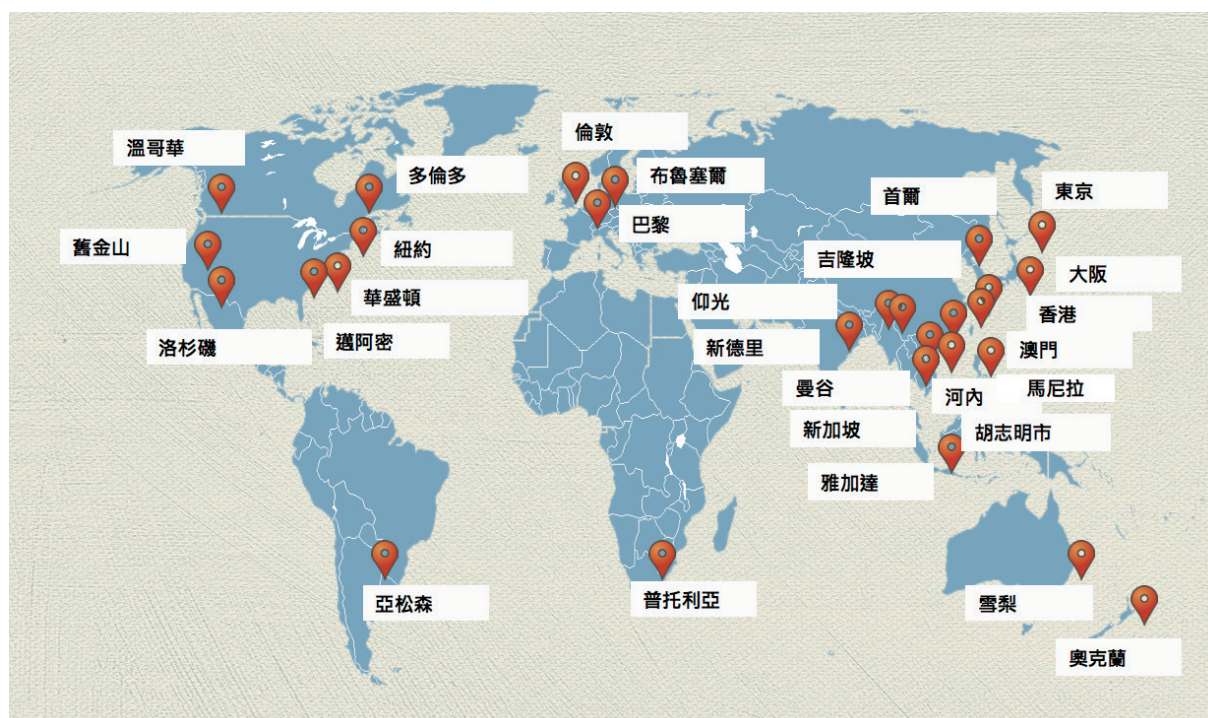 溫哥華
多倫多
倫敦
布魯塞爾
巴黎
首爾
東京
舊金山
紐約
吉隆坡
大阪
華盛頓
仰光
香港
洛杉磯
邁阿密
新德里
澳門
曼谷
河內
馬尼拉
新加坡
胡志明市
雅加達
亞松森
普托利亞
雪梨
奧克蘭